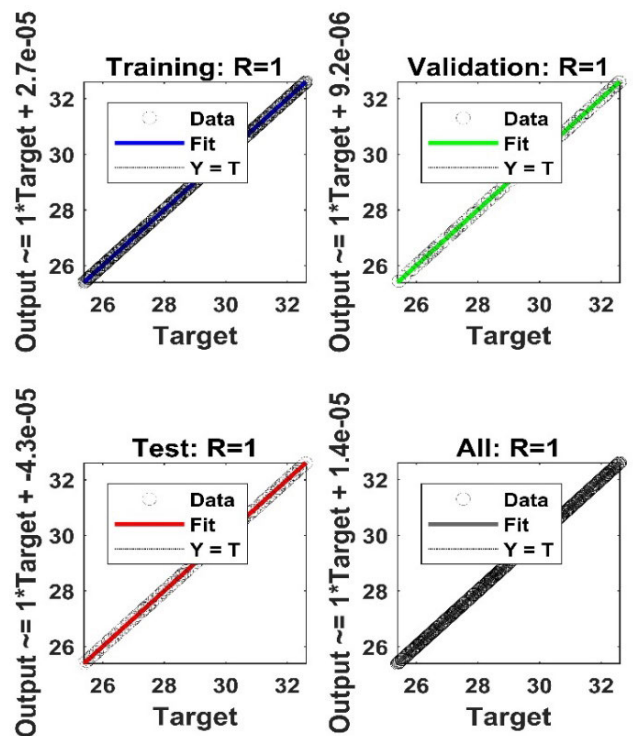 Training: R=1
Output ~= 1*Target + 2.7e-05
32
30
28
26
Data
Fit
Y = T
26 28 30 32
Target
Validation: R=1
Output ~= 1*Target + 9.2e-06
32
30
28
26
Data
Fit
Y = T
26 28 30 32
Target
Test: R=1
Output ~= 1*Target + -4.3e-05
32
30
28
26
Data
Fit
Y = T
26 28 30 32
Target
All: R=1
Output ~= 1*Target + 1.4e-05
32
30
28
26
Data
Fit
Y = T
26 28 30 32
Target